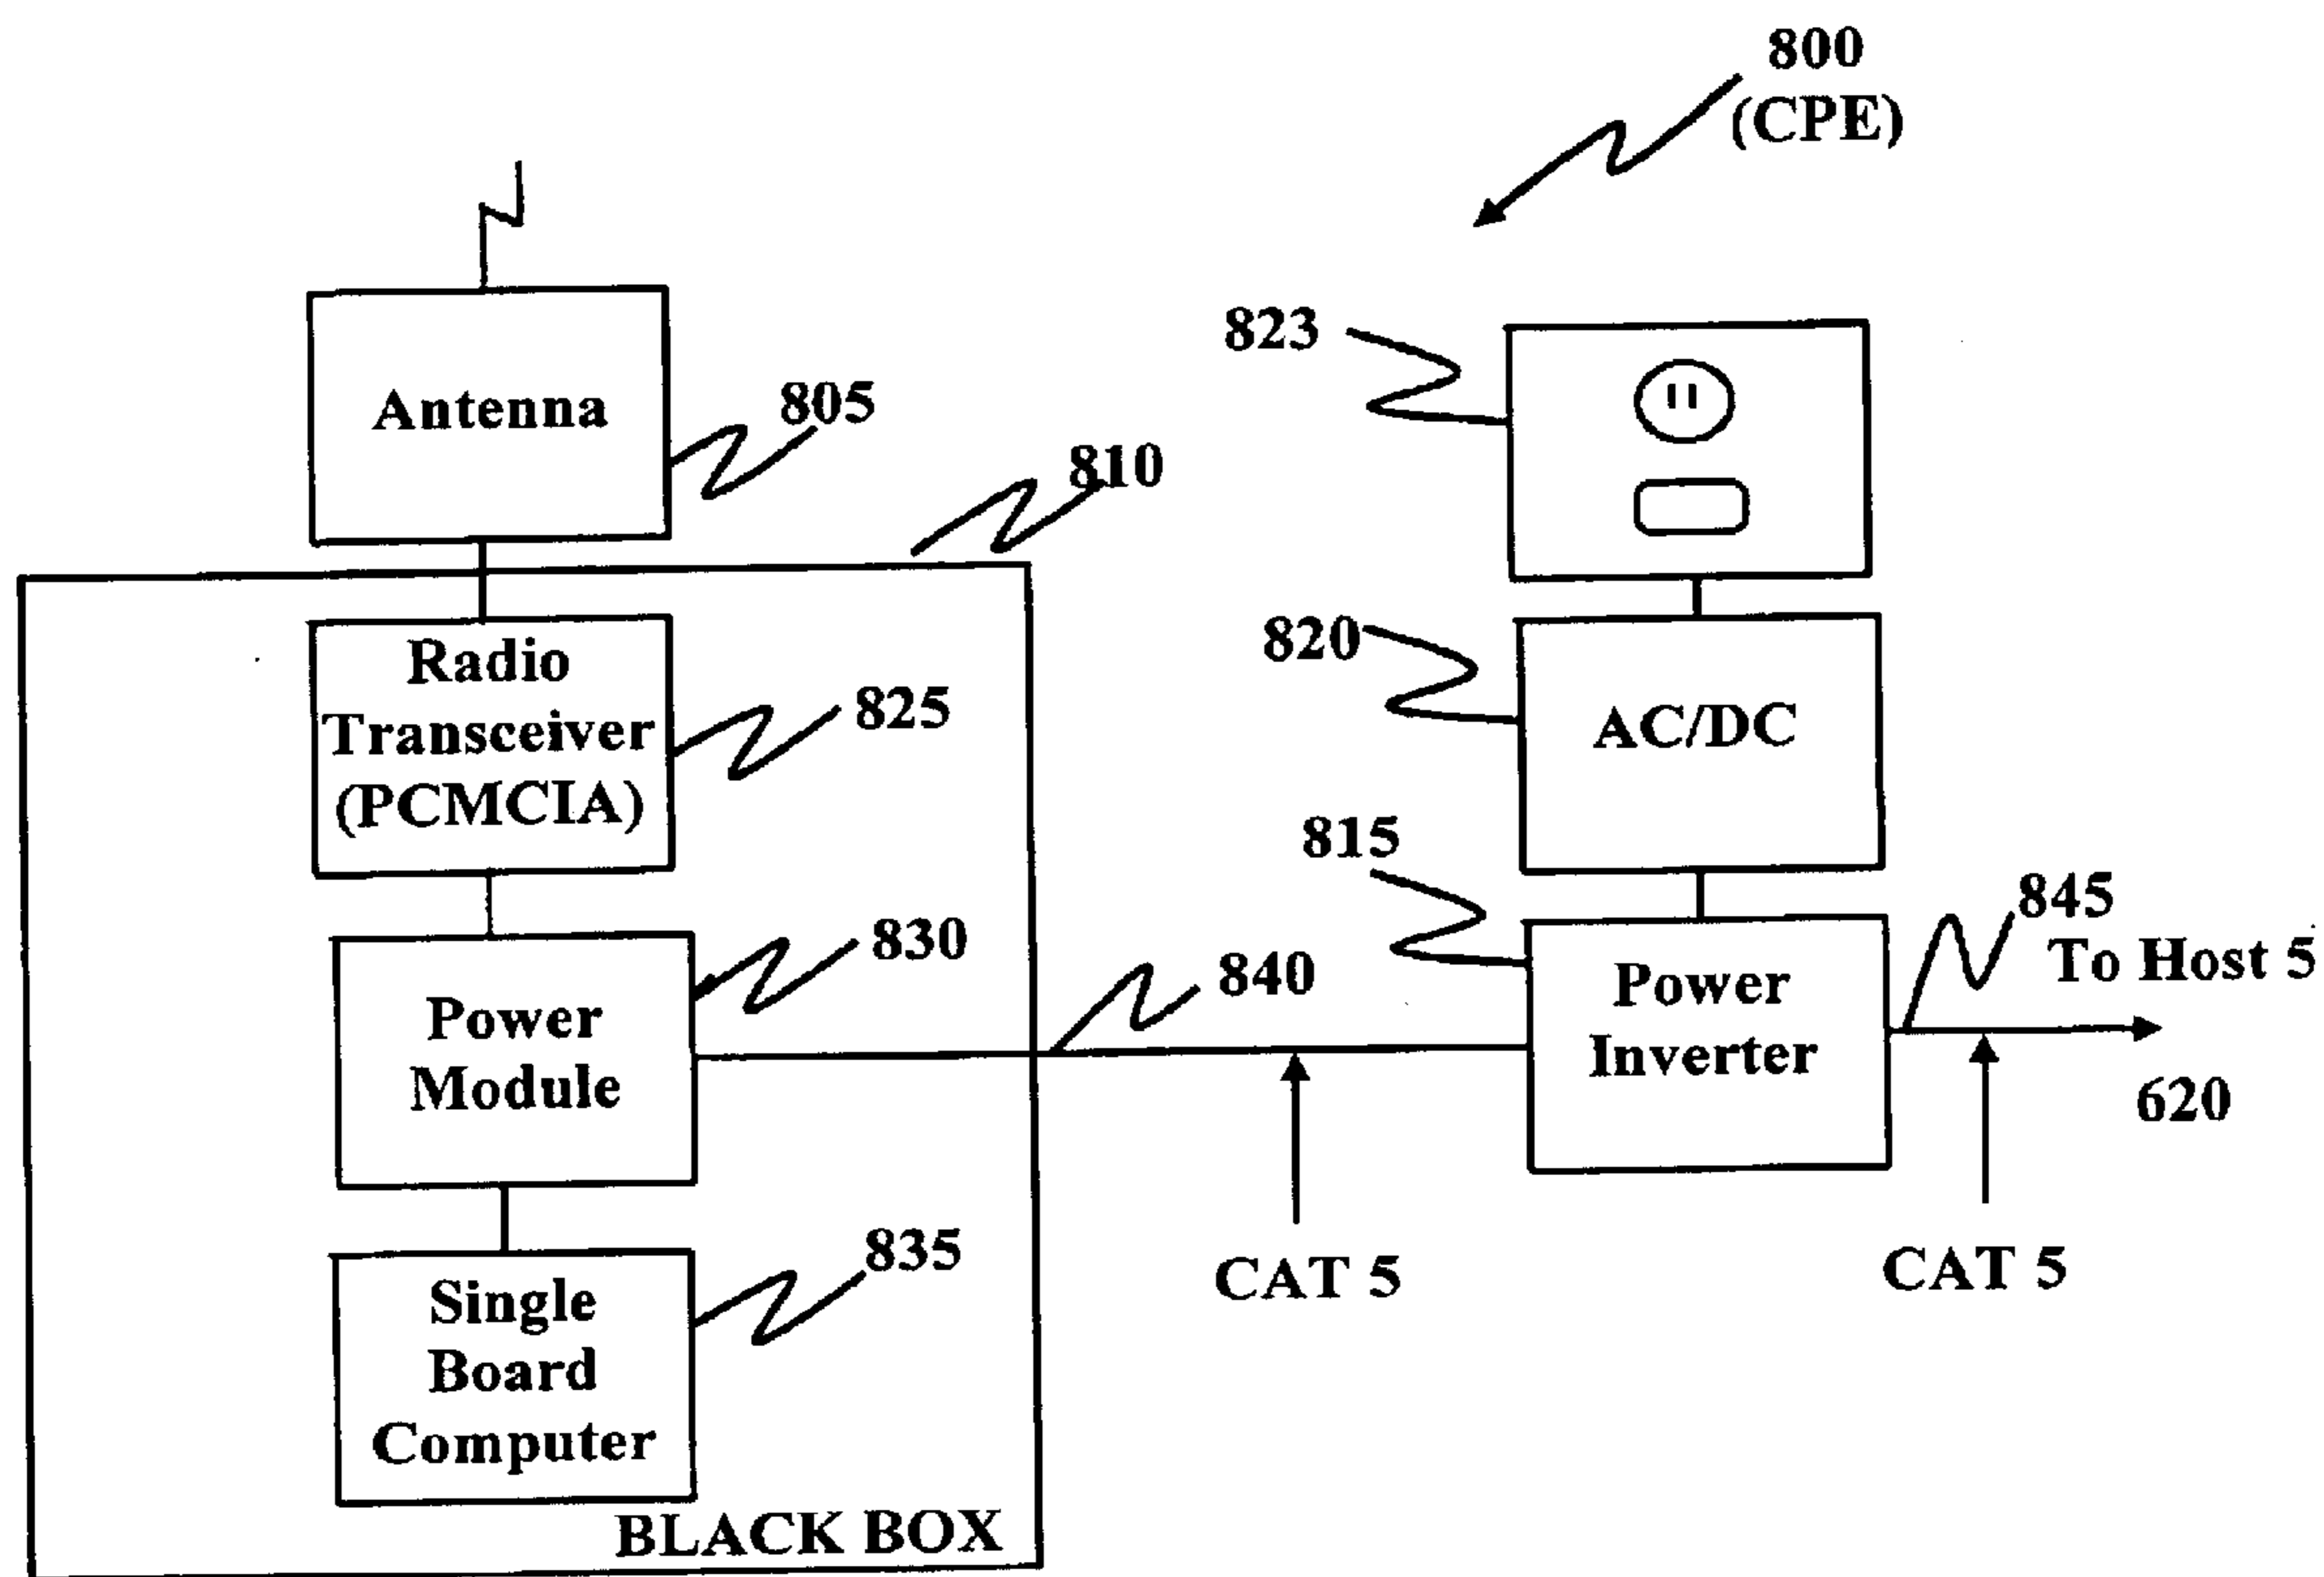 800
(CPE)
Antenna
805
810
823
Radio
Transceiver
(PCMCIA)
825
820
AC/DC
815
Power
Module
830
840
Power
Inverter
845
To Host 5
620
CAT 5
CAT 5
Single
Board
Computer
835
BLACK BOX